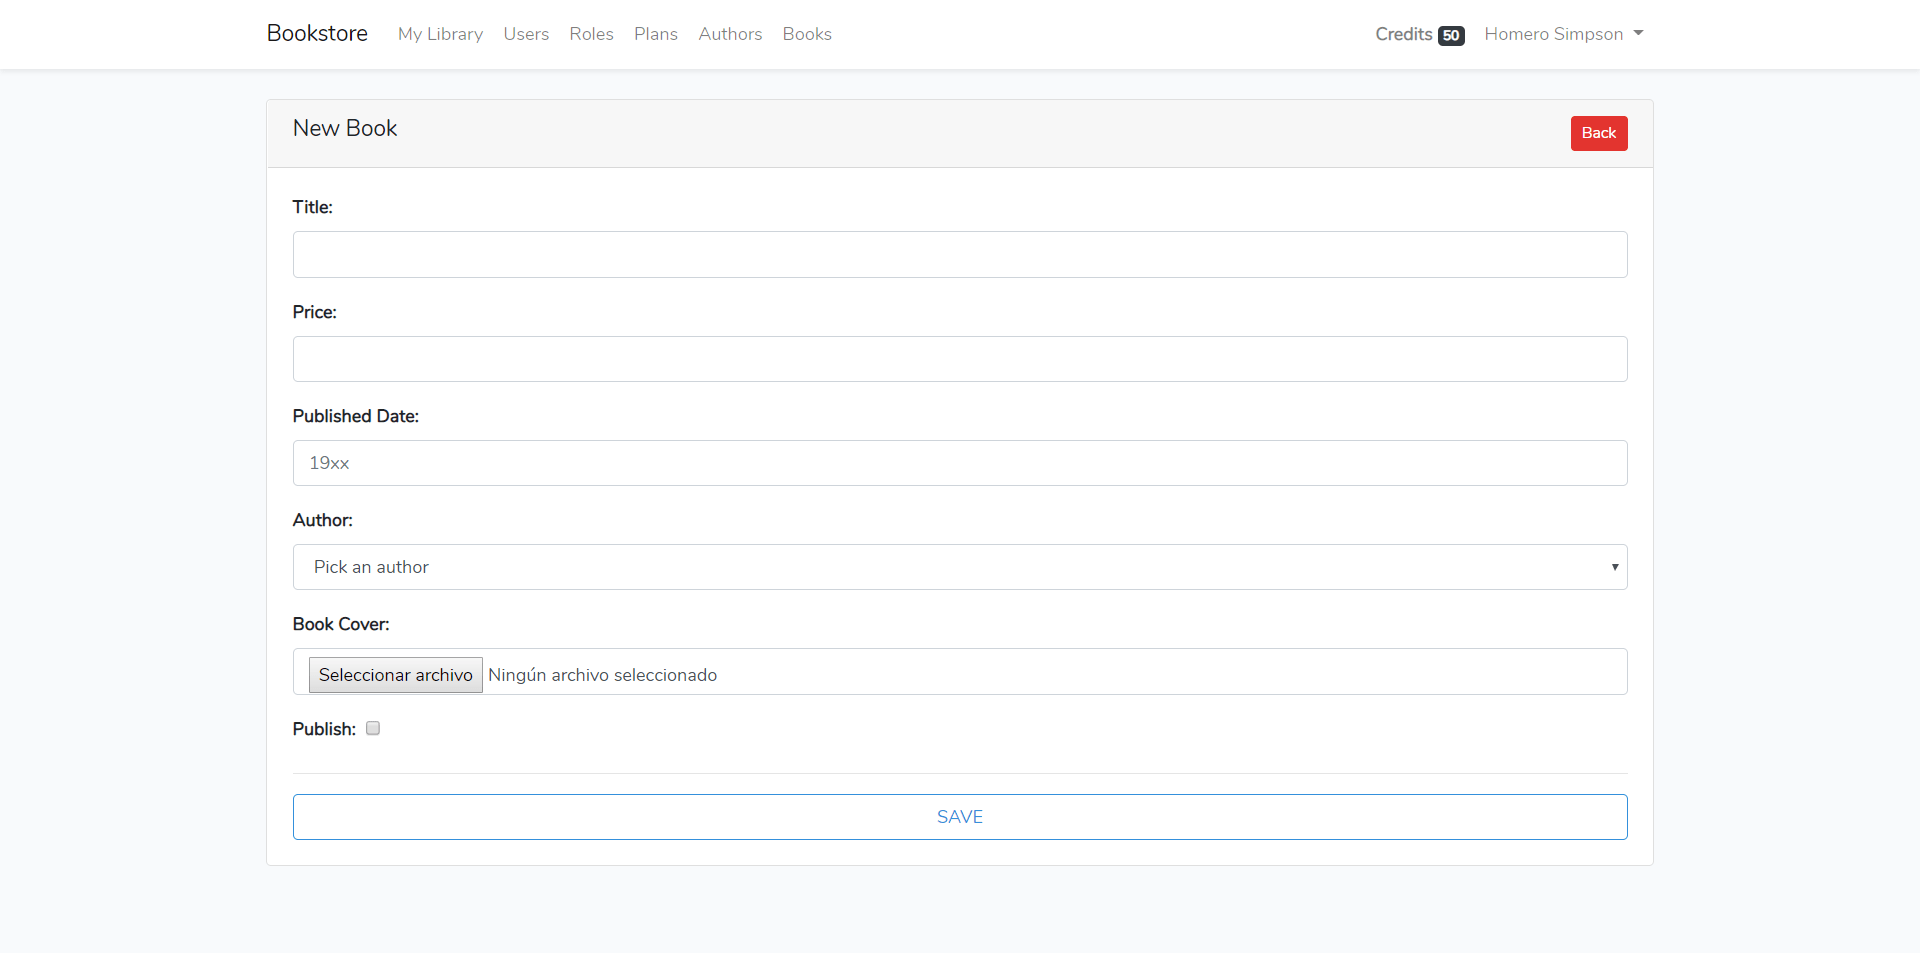 Bookstore My Library Users Roles Plans Authors Books Credits 50 Homero Simpson
New Book Back
Title:
Price:
Published Date:
19xx
Author:
Pick an author
Book Cover:
Seleccionar archivo Ningún archivo seleccionado
Publish:
SAVE